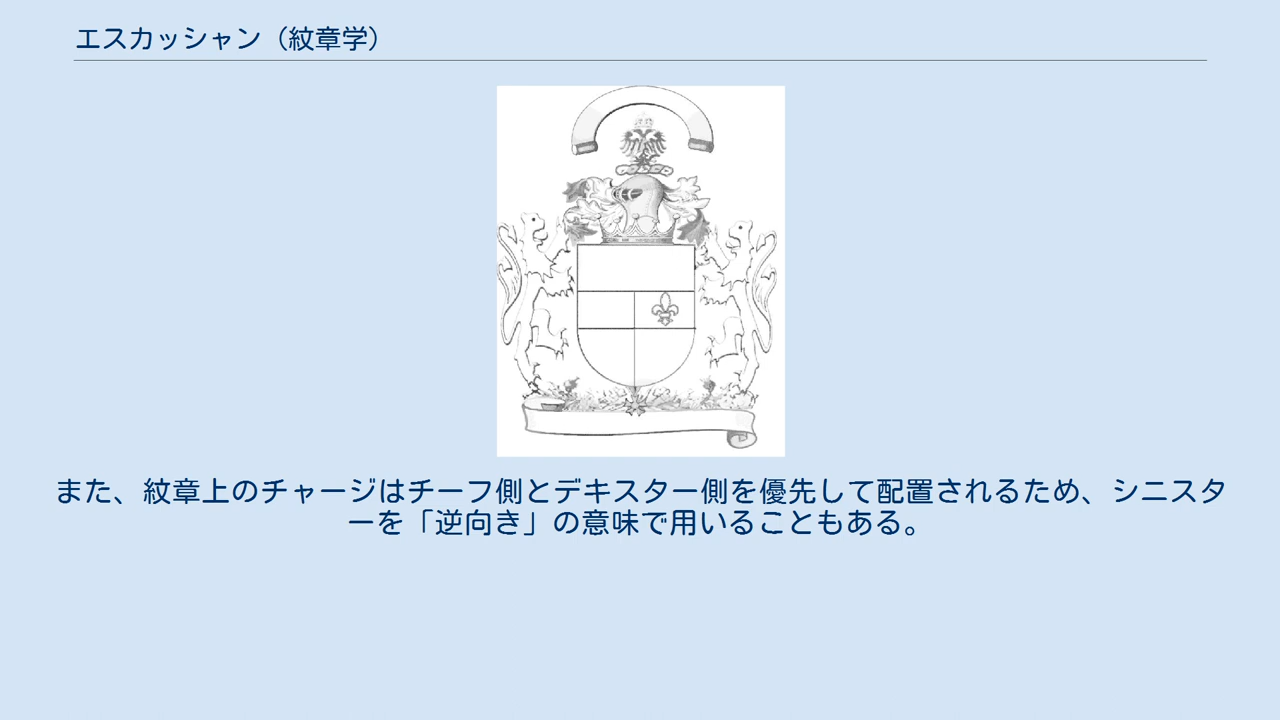 エスカッシャン（紋章学）
また、紋章上のチャージはチーフ側とデキスター側を優先して配置されるため、シニスタ
ーを「逆向き」の意味で用いることもある。